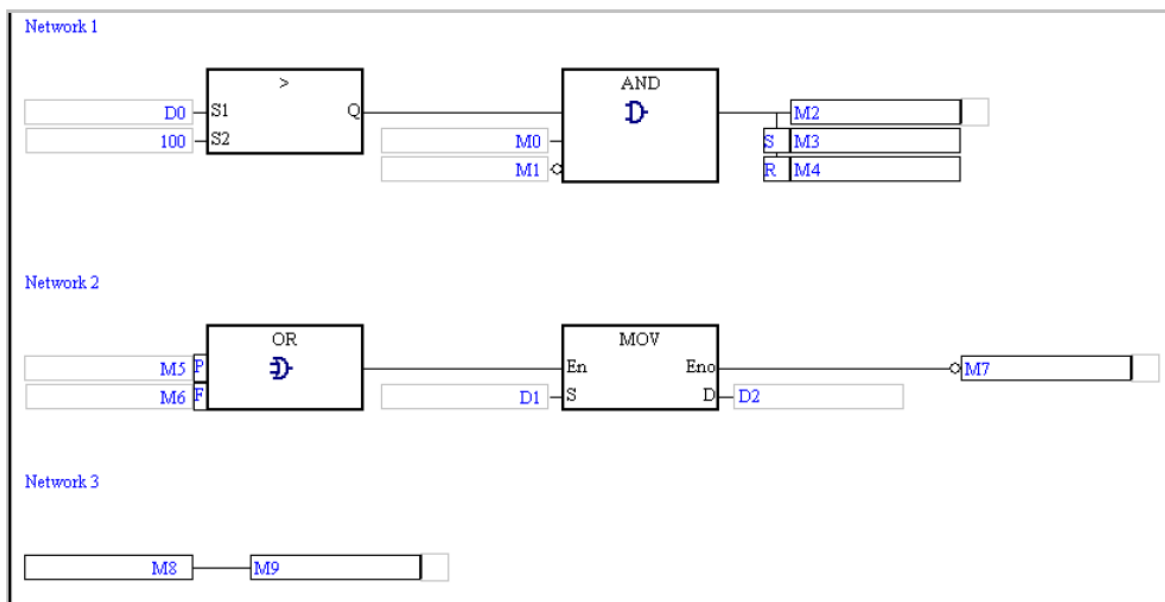 Network 1
> AND
D0 S1 Q M2
100 S2 M0 S M3
M1 R M4
Network 2
OR MOV
M5 P En Eno M7
M6 F D1 S D D2
Network 3
M8 M9